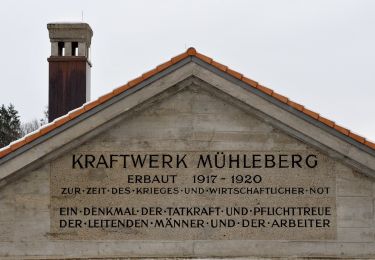 KRAFTWERK MÜHLEBERG
ERBAUT 1917 - 1920
ZUR·ZEIT·DES·KRIEGES·UND·WIRTSCHAFTLICHER·NOT
EIN·DENKMAL·DER·TATKRAFT·UND·PFLICHTTREUE
DER·LEITENDEN·MÄNNER·UND·DER·ARBEITER